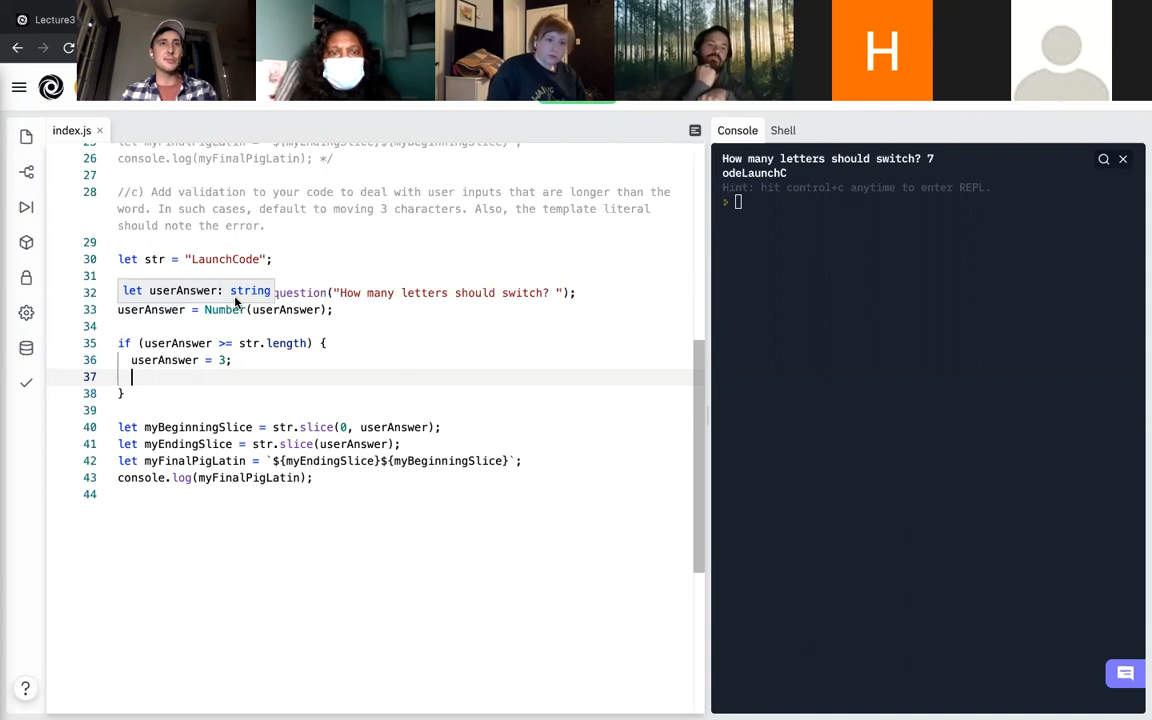 Lecture3
H
index.js ×
Console
Shell
25 let myFinalPigLatin = `${myEndingSlice}${myBeginningSlice}`;
26 console.log(myFinalPigLatin); */
27
28 //c) Add validation to your code to deal with user inputs that are longer than the
word. In such cases, default to moving 3 characters. Also, the template literal
should note the error.
29
30 let str = "LaunchCode";
31
let userAnswer: string
32 question("How many letters should switch? ");
33 userAnswer = Number(userAnswer);
34
35 if (userAnswer >= str.length) {
36 userAnswer = 3;
37
38 }
39
40 let myBeginningSlice = str.slice(0, userAnswer);
41 let myEndingSlice = str.slice(userAnswer);
42 let myFinalPigLatin = `${myEndingSlice}${myBeginningSlice}`;
43 console.log(myFinalPigLatin);
44
How many letters should switch? 7
odeLaunchC
Hint: hit control+c anytime to enter REPL.
>
?